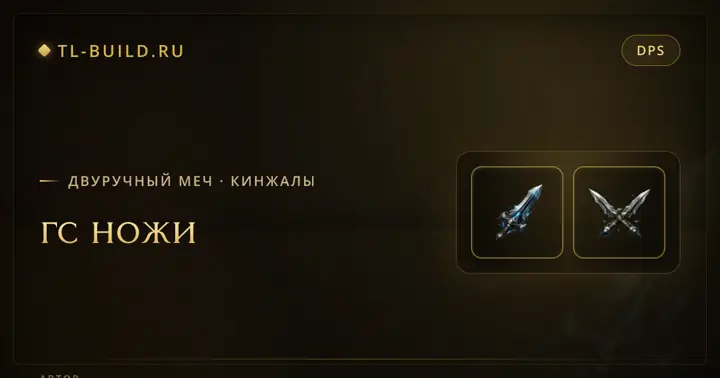 TL-BUILD.RU
DPS
ДВУРУЧНЫЙ МЕЧ · КИНЖАЛЫ
ГС НОЖИ